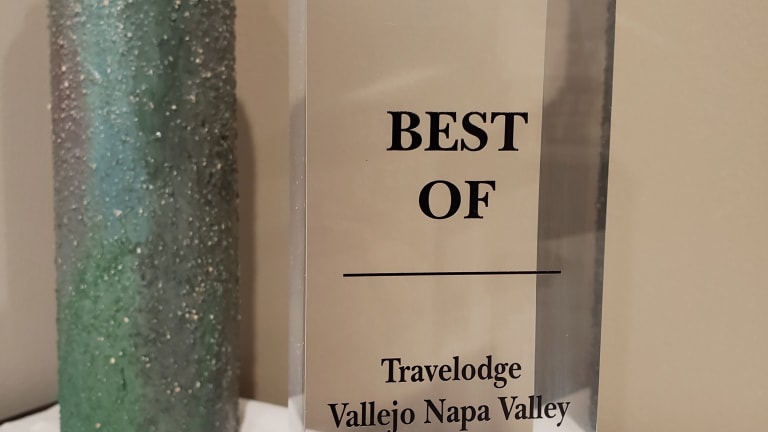 BEST
OF
Travelodge
Vallejo Napa Valley